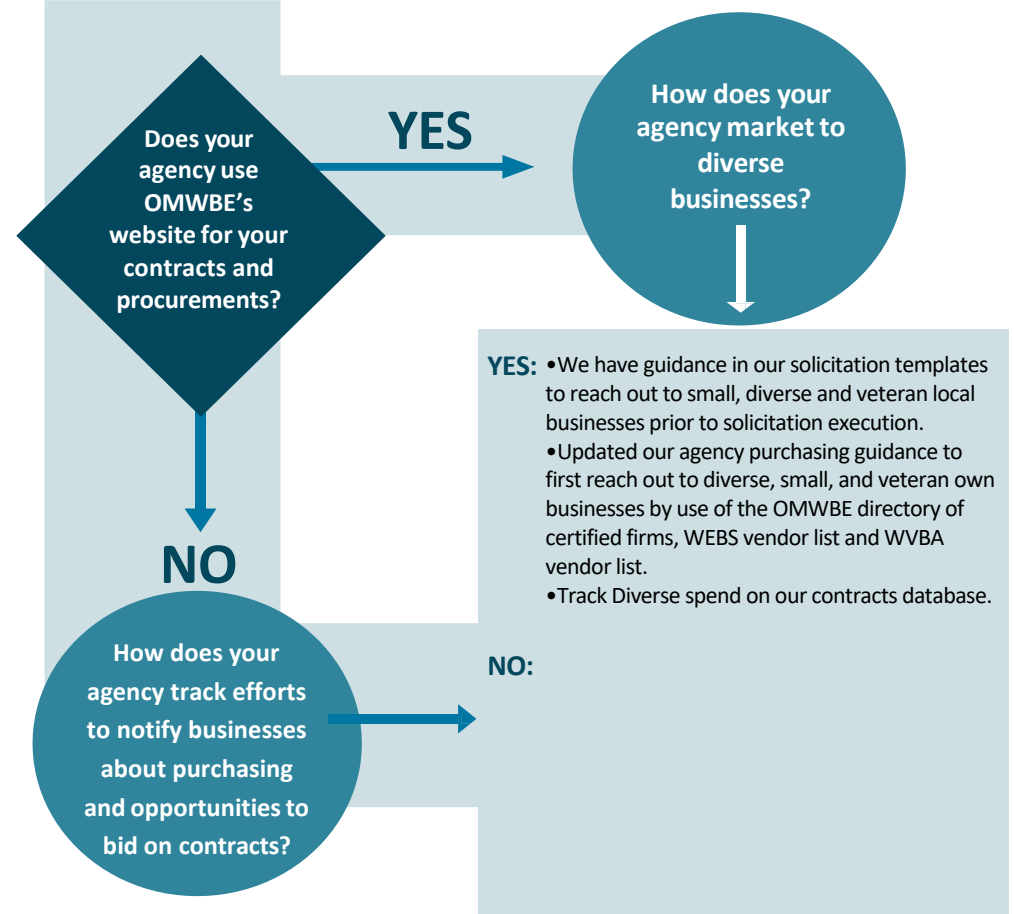 Does your
agency use
OMWBE's
website for your
contracts and
procurements?
YES
How does your
agency market to
diverse
businesses?
YES: •We have guidance in our solicitation templates
to reach out to small, diverse and veteran local
businesses prior to solicitation execution.
•Updated our agency purchasing guidance to
first reach out to diverse, small, and veteran own
businesses by use of the OMWBE directory of
certified firms, WEBS vendor list and WVBA
vendor list.
•Track Diverse spend on our contracts database.
NO
How does your
agency track efforts
to notify businesses
about purchasing
and opportunities to
bid on contracts?
NO: